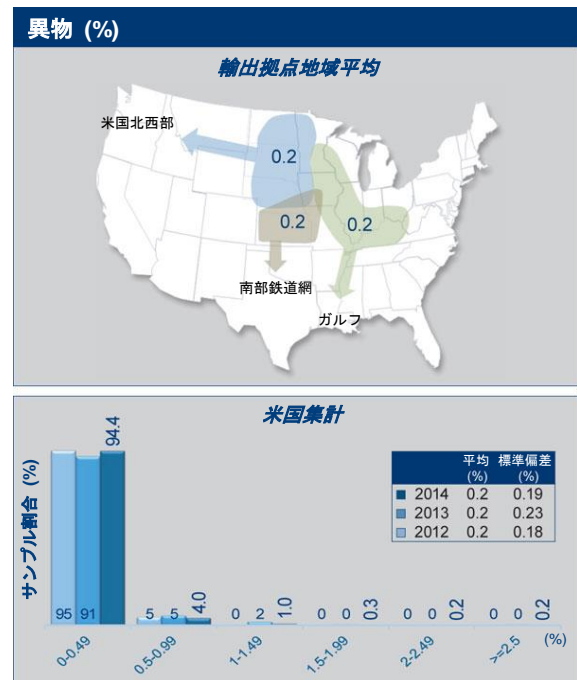 異物 (%)
輸出拠点地域平均
米国北西部
0.2
0.2
0.2
南部鉄道網
ガルフ
米国集計
サンプル割合 (%)
平均 標準偏差
(%) (%)
2014 0.2 0.19
2013 0.2 0.23
2012 0.2 0.18
95 91 94.4
5 5 4.0
0 2 1.0
0 0 0.3
0 0 0.2
0 0 0.2
0-0.49 0.5-0.99 1-1.49 1.5-1.99 2-2.49 >=2.5 (%)